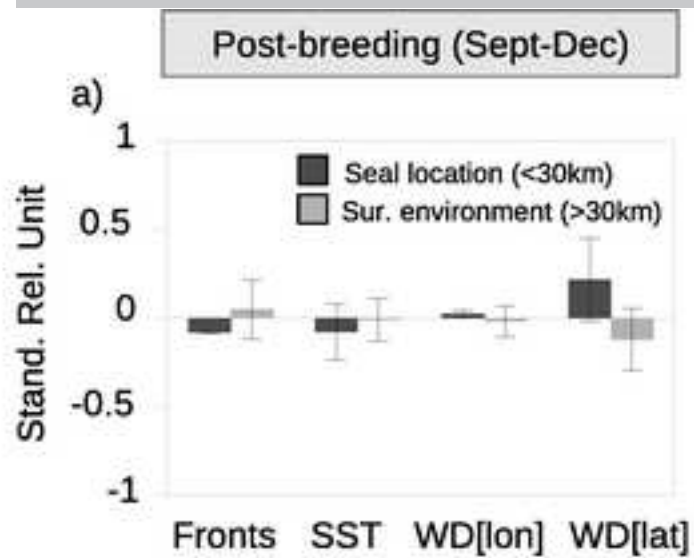 Post-breeding (Sept-Dec)
a)
1
Seal location (<30km)
Sur. environment (>30km)
0.5
0
-0.5
-1
Stand. Rel. Unit
Fronts SST WD[lon] WD[lat]